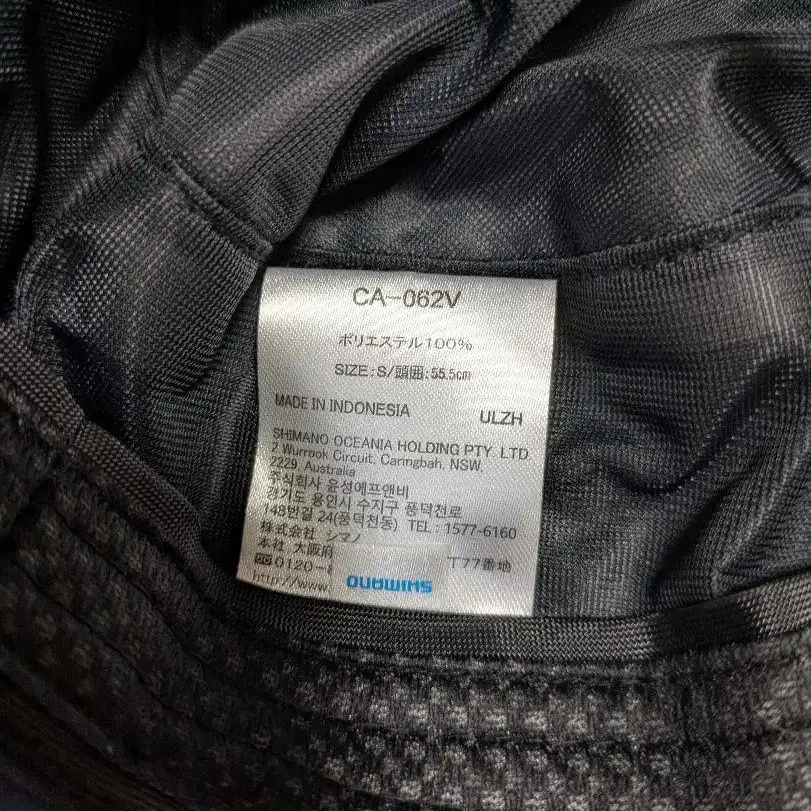 CA-062V
ポリエステル100%
SIZE:S/頭囲:55.5cm
MADE IN INDONESIA ULZH
SHIMANO OCEANIA HOLDING PTY. LTD
2 Wurrook Circuit, Caringbah, NSW,
2229, Australia
주식회사 윤성에프앤비
경기도 용인시 수지구 풍덕천로
148번길 24(풍덕천동) TEL : 1577-6160
株式会社 シマノ
本社 大阪府 丁77番地
0120-
http://www.
SHIMANO